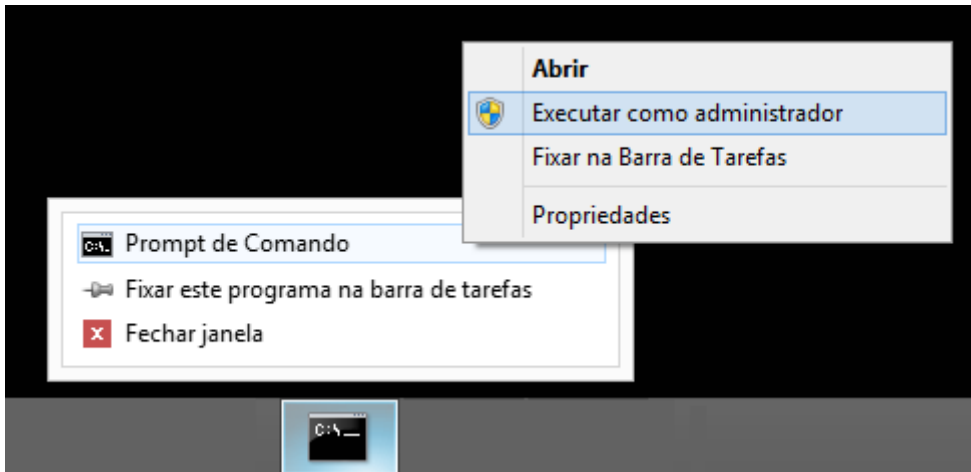 Abrir
Executar como administrador
Fixar na Barra de Tarefas
Propriedades
C:\.
Prompt de Comando
Fixar este programa na barra de tarefas
Fechar janela
C:\_